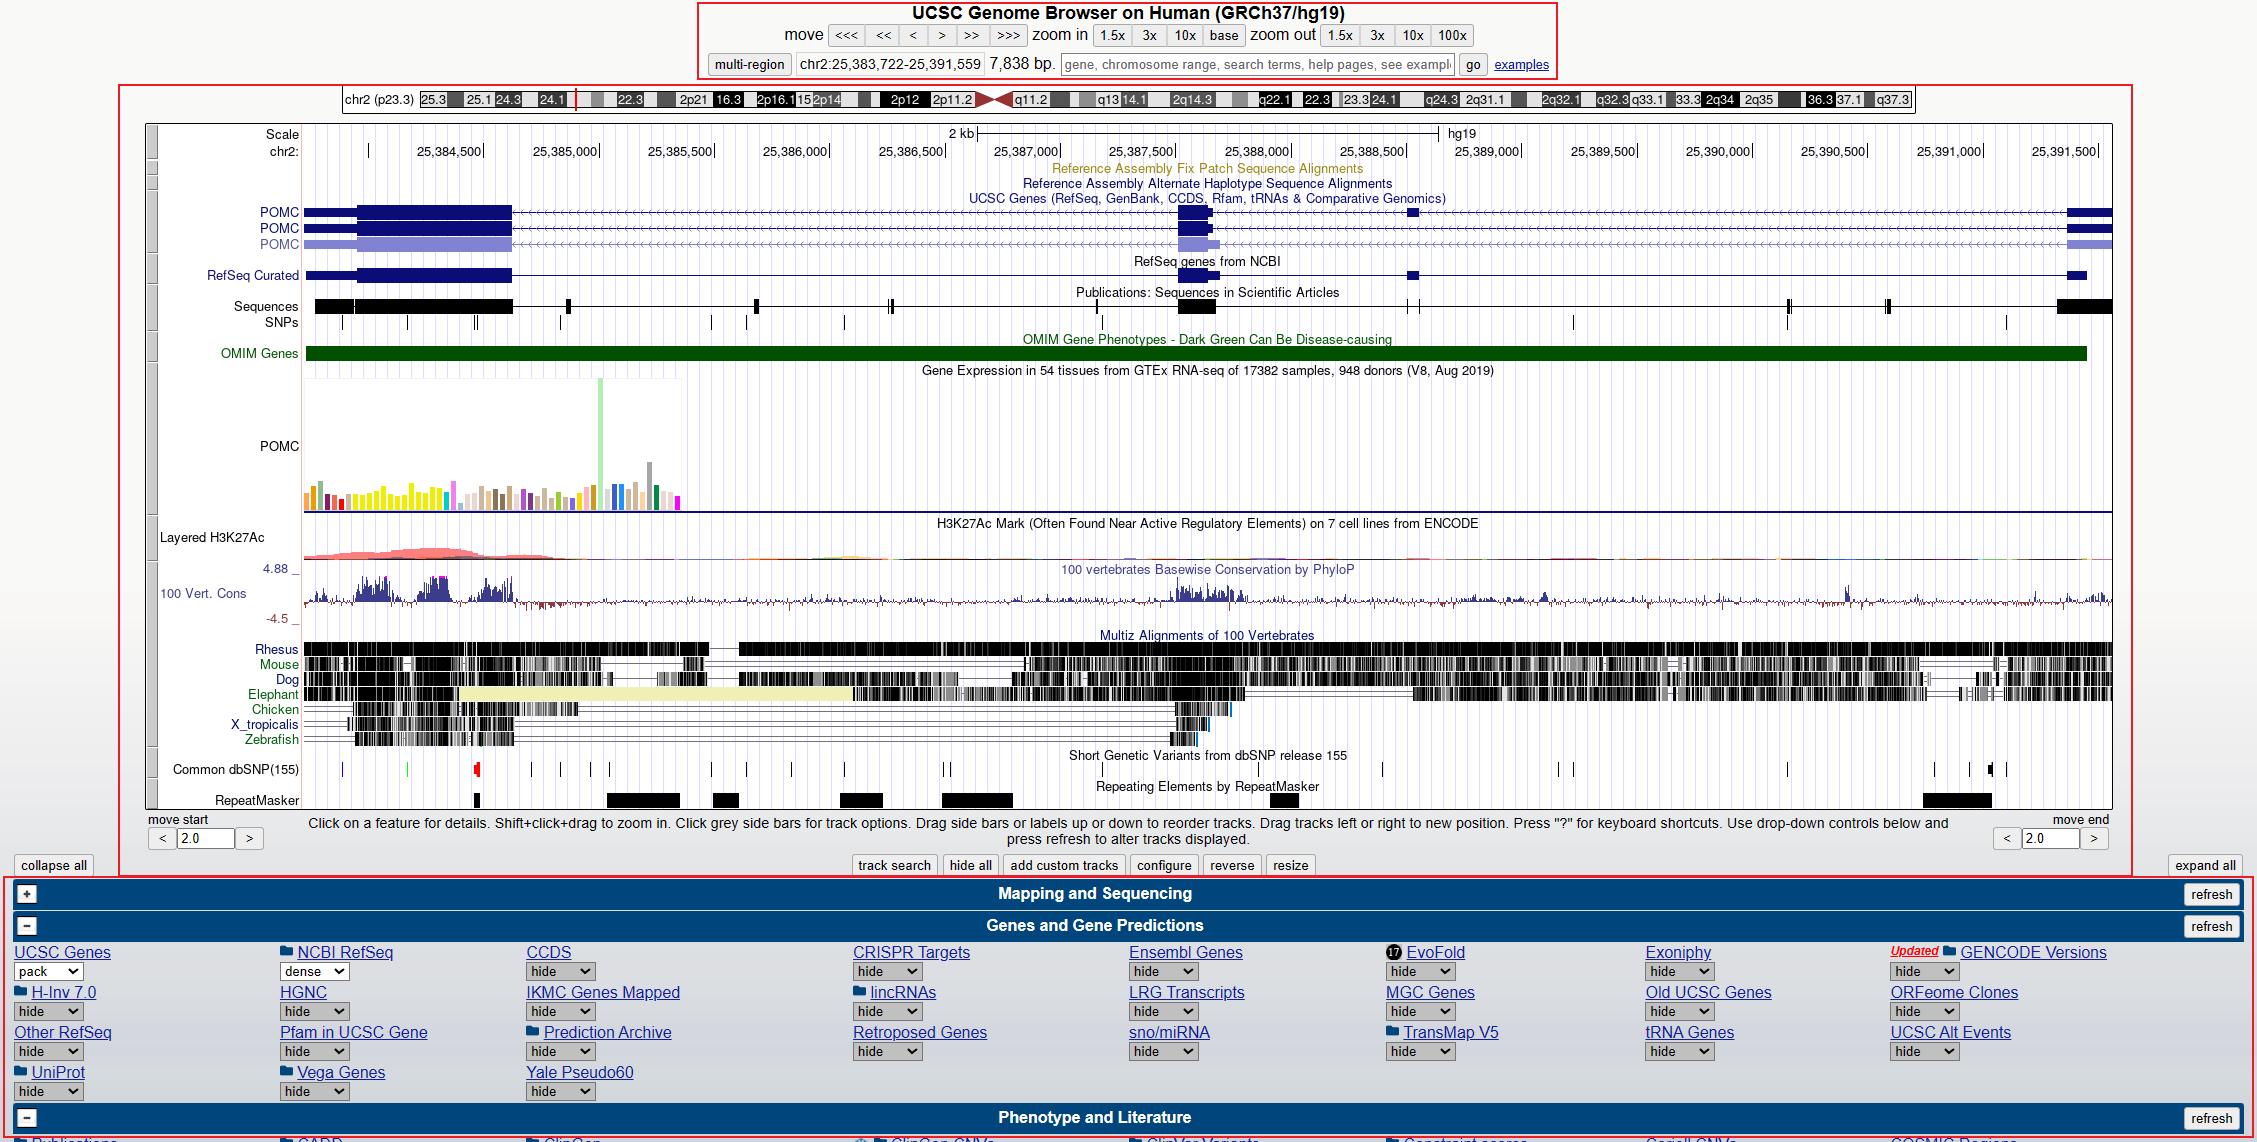 UCSC Genome Browser on Human (GRCh37/hg19)
move <<< << < > >> >>> zoom in 1.5x 3x 10x base zoom out 1.5x 3x 10x 100x
multi-region chr2:25,383,722-25,391,559 7,838 bp. gene, chromosome range, search terms, help pages, see exampl go examples
chr2 (p23.3) 25.3 25.1 24.3 24.1 22.3 2p21 16.3 2p16.1 15 2p14 2p12 2p11.2 q11.2 q13 14.1 2q14.3 q22.1 22.3 23.3 24.1 q24.3 2q31.1 2q32.1 q32.3 q33.1 33.3 2q34 2q35 36.3 37.1 q37.3
Scale 2 kb hg19
chr2: 25,384,500 25,385,000 25,385,500 25,386,000 25,386,500 25,387,000 25,387,500 25,388,000 25,388,500 25,389,000 25,389,500 25,390,000 25,390,500 25,391,000 25,391,500
Reference Assembly Fix Patch Sequence Alignments
Reference Assembly Alternate Haplotype Sequence Alignments
UCSC Genes (RefSeq, GenBank, CCDS, Rfam, tRNAs & Comparative Genomics)
POMC
POMC
POMC
RefSeq genes from NCBI
RefSeq Curated
Publications: Sequences in Scientific Articles
Sequences
SNPs
OMIM Gene Phenotypes - Dark Green Can Be Disease-causing
OMIM Genes
Gene Expression in 54 tissues from GTEx RNA-seq of 17382 samples, 948 donors (V8, Aug 2019)
POMC
H3K27Ac Mark (Often Found Near Active Regulatory Elements) on 7 cell lines from ENCODE
Layered H3K27Ac
4.88 _ 100 vertebrates Basewise Conservation by PhyloP
100 Vert. Cons
-4.5 _
Multiz Alignments of 100 Vertebrates
Rhesus
Mouse
Dog
Elephant
Chicken
X_tropicalis
Zebrafish
Short Genetic Variants from dbSNP release 155
Common dbSNP(155)
Repeating Elements by RepeatMasker
RepeatMasker
move start Click on a feature for details. Shift+click+drag to zoom in. Click grey side bars for track options. Drag side bars or labels up or down to reorder tracks. Drag tracks left or right to new position. Press "?" for keyboard shortcuts. Use drop-down controls below and move end
< 2.0 > press refresh to alter tracks displayed. < 2.0 >
collapse all track search hide all add custom tracks configure reverse resize expand all
+ Mapping and Sequencing refresh
- Genes and Gene Predictions refresh
UCSC Genes NCBI RefSeq CCDS CRISPR Targets Ensembl Genes 17 EvoFold Exoniphy Updated GENCODE Versions
pack dense hide hide hide hide hide hide
H-Inv 7.0 HGNC IKMC Genes Mapped lincRNAs LRG Transcripts MGC Genes Old UCSC Genes ORFeome Clones
hide hide hide hide hide hide hide hide
Other RefSeq Pfam in UCSC Gene Prediction Archive Retroposed Genes sno/miRNA TransMap V5 tRNA Genes UCSC Alt Events
hide hide hide hide hide hide hide hide
UniProt Vega Genes Yale Pseudo60
hide hide hide
- Phenotype and Literature refresh